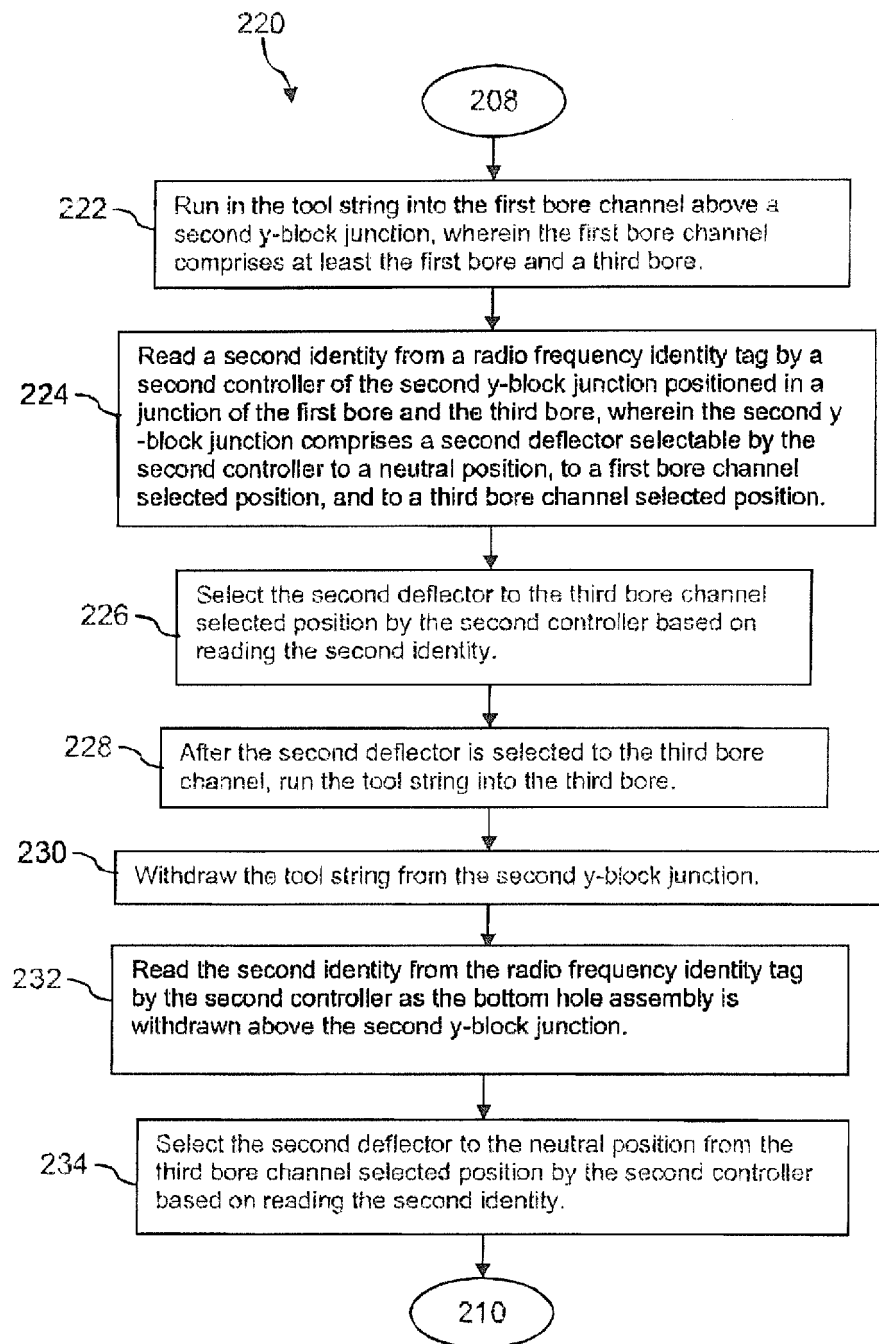 220
208
222
Run in the tool string into the first bore channel above a
second y-block junction, wherein the first bore channel
comprises at least the first bore and a third bore.
224
Read a second identity from a radio frequency identity tag by a
second controller of the second y-block junction positioned in a
junction of the first bore and the third bore, wherein the second y
-block junction comprises a second deflector selectable by the
second controller to a neutral position, to a first bore channel
selected position, and to a third bore channel selected position.
226
Select the second deflector to the third bore channel
selected position by the second controller based on
reading the second identity.
228
After the second deflector is selected to the third bore
channel, run the tool string into the third bore.
230
Withdraw the tool string from the second y-block junction.
232
Read the second identity from the radio frequency identity tag
by the second controller as the bottom hole assembly is
withdrawn above the second y-block junction.
234
Select the second deflector to the neutral position from the
third bore channel selected position by the second controller
based on reading the second identity.
210